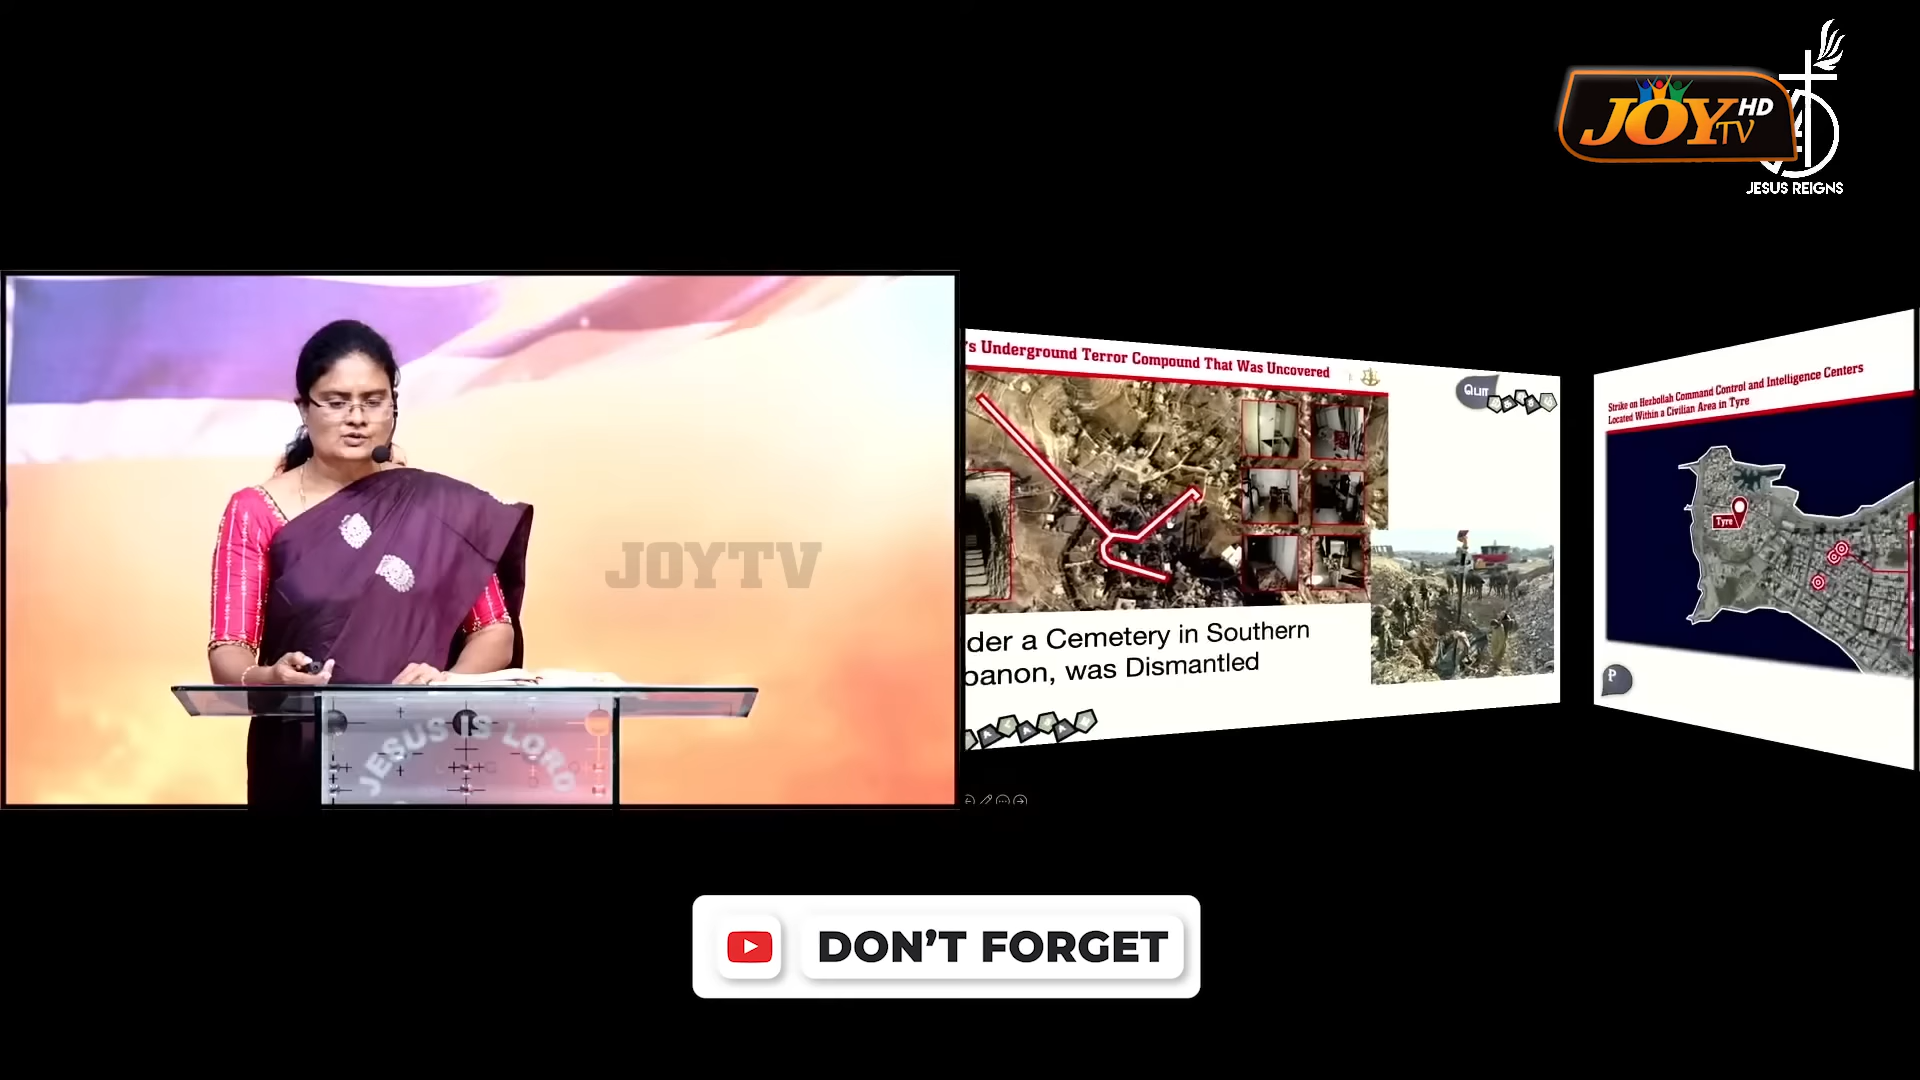 JOY TV HD
JESUS REIGNS
's Underground Terror Compound That Was Uncovered
der a Cemetery in Southern
banon, was Dismantled
Strike on Hezbollah Command Control and Intelligence Centers
Located Within a Civilian Area in Tyre
Tyre
P
JOYTV
JESUS IS LORD
DON'T FORGET